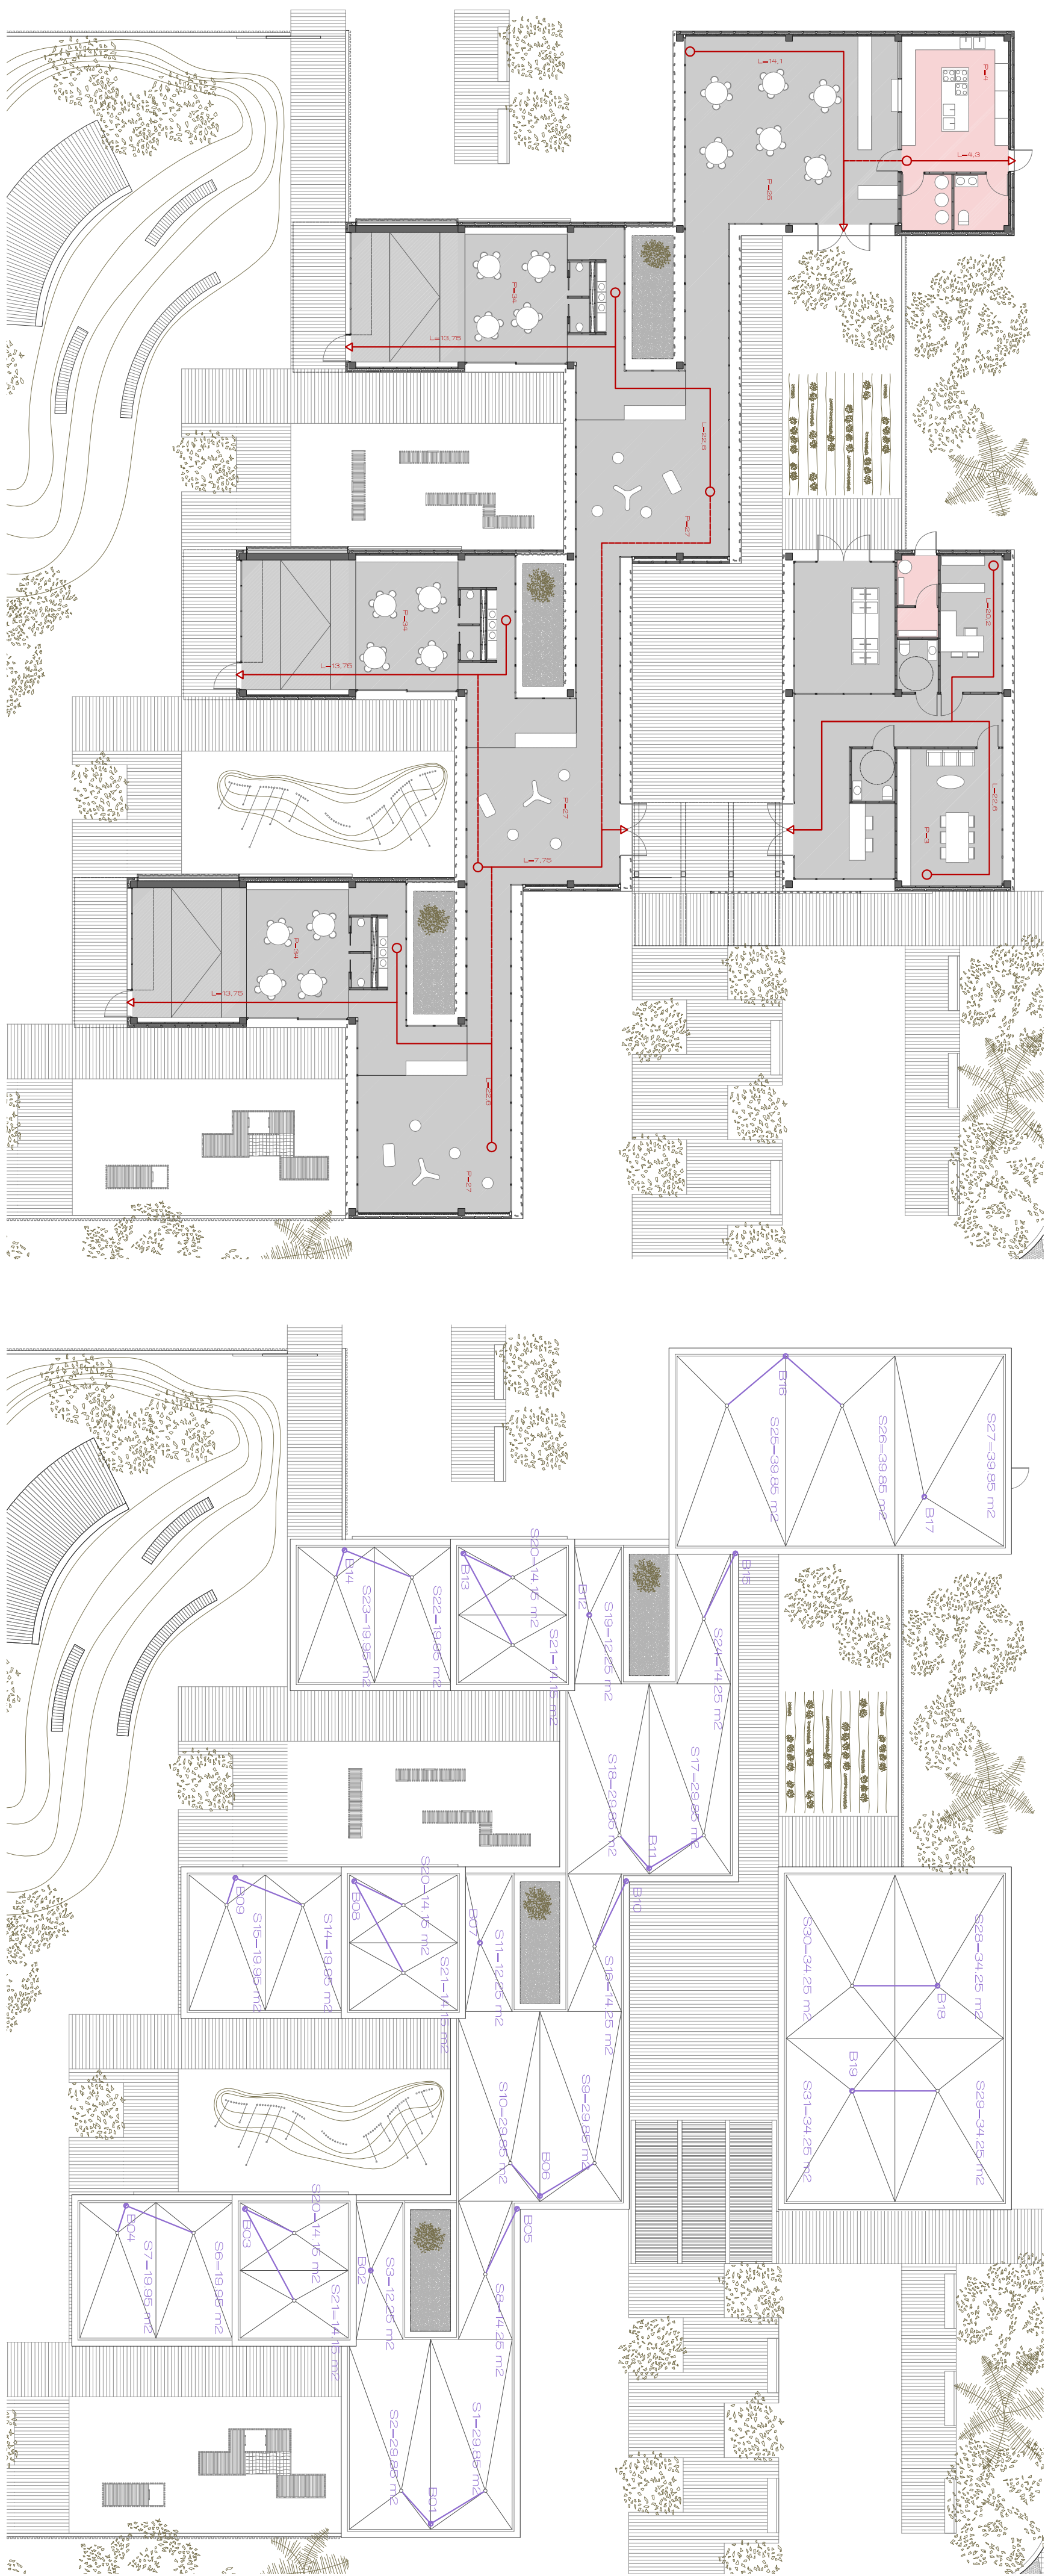 L=14,1
P=4
L=4,3
P=25
P=34
L=13,75
L=22,6
P=27
P=34
L=20,2
L=13,75
P=27
L=22,6
P=3
L=7,75
P=34
L=13,75
L=22,6
P=27
B16
S25=39.85 m2
S26=39.85 m2
S27=39.85 m2
B17
B14
S23=19.95 m2
S22=19.95 m2
B13
S20=14.15 m2
S21=14.15 m2
B12
S19=12.25 m2
B15
S24=14.25 m2
S18=29.85 m2
B11
S17=29.85 m2
B09
S15=19.95 m2
S14=19.95 m2
B08
S20=14.15 m2
S21=14.15 m2
B07
S11=12.25 m2
B10
S16=14.25 m2
S30=34.25 m2
S28=34.25 m2
B18
B19
S31=34.25 m2
S29=34.25 m2
S10=29.85 m2
B06
S9=29.85 m2
B04
S7=19.95 m2
S6=19.95 m2
B03
S20=14.15 m2
S21=14.15 m2
B02
S3=12.25 m2
B05
S8=14.25 m2
S2=29.85 m2
B01
S1=29.85 m2